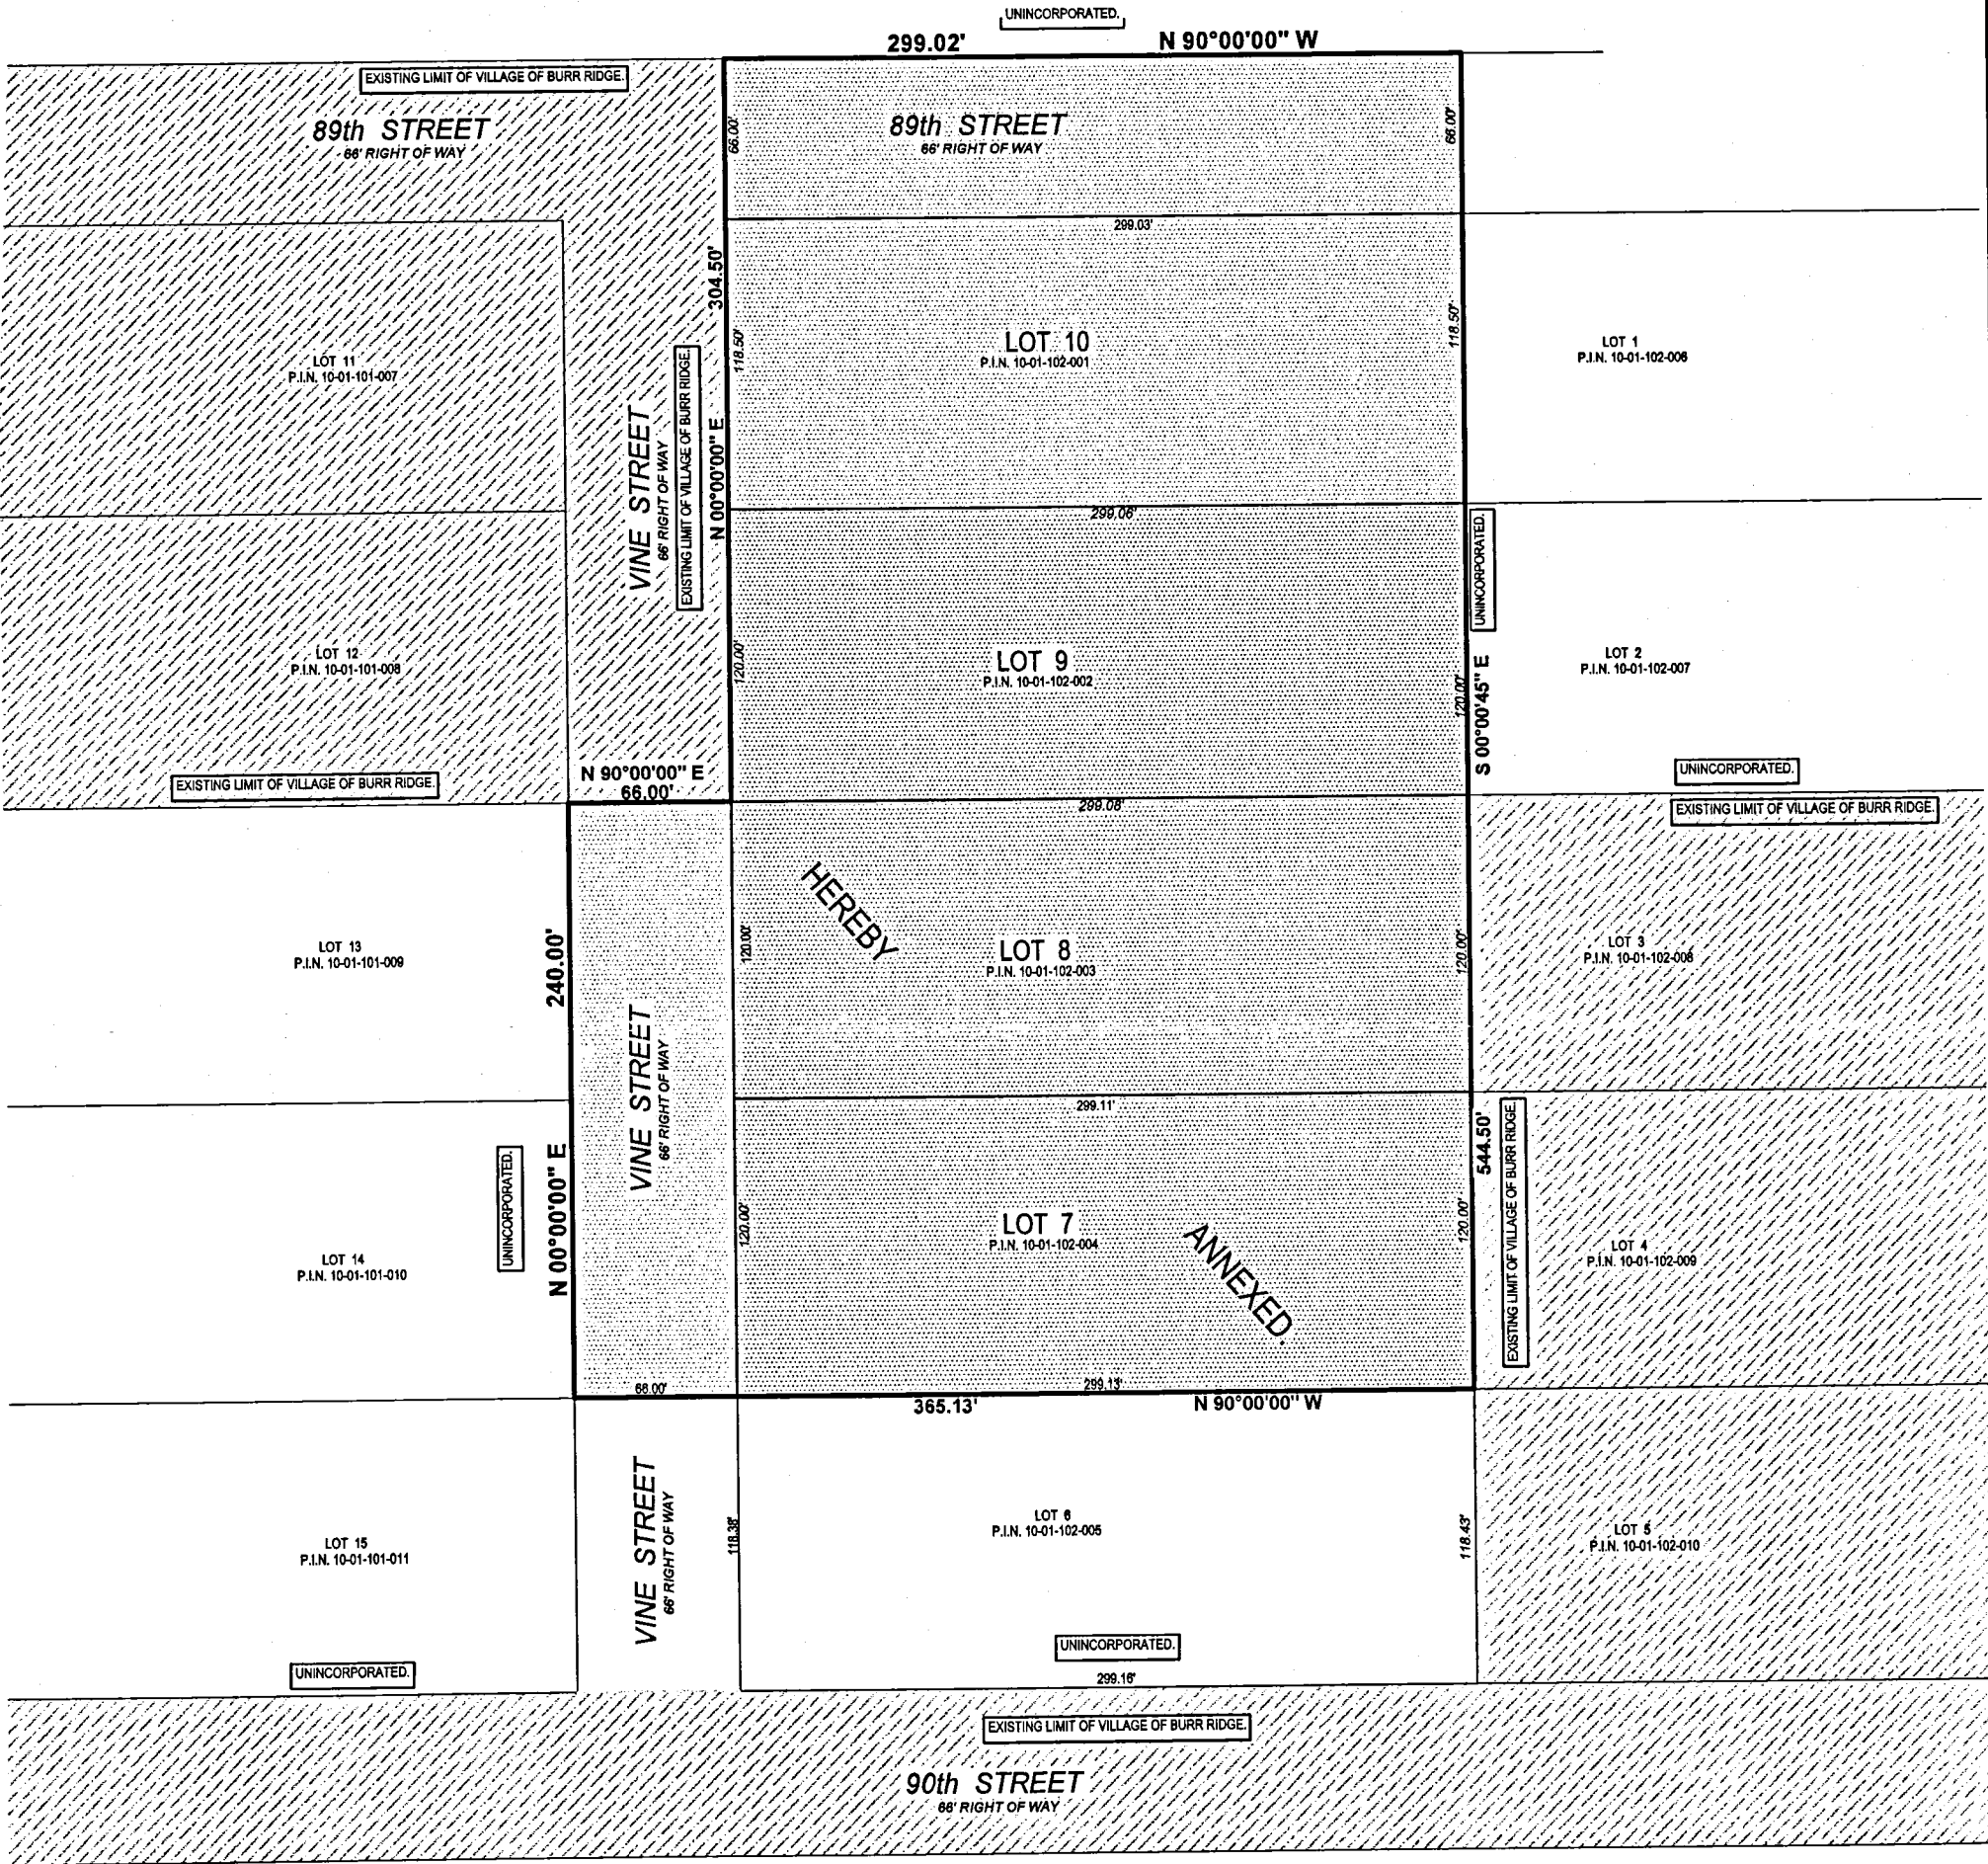 UNINCORPORATED.
299.02' N 90°00'00" W
EXISTING LIMIT OF VILLAGE OF BURR RIDGE.
89th STREET
66' RIGHT OF WAY
66.00'
89th STREET
66' RIGHT OF WAY
66.00'
299.03'
LOT 11
P.I.N. 10-01-101-007
VINE STREET
66' RIGHT OF WAY
EXISTING LIMIT OF VILLAGE OF BURR RIDGE.
N 00°00'00" E 304.50'
118.50'
LOT 10
P.I.N. 10-01-102-001
118.50'
LOT 1
P.I.N. 10-01-102-006
299.06'
LOT 12
P.I.N. 10-01-101-008
120.00'
LOT 9
P.I.N. 10-01-102-002
120.00'
UNINCORPORATED.
S 00°00'45" E
LOT 2
P.I.N. 10-01-102-007
EXISTING LIMIT OF VILLAGE OF BURR RIDGE.
N 90°00'00" E
66.00'
UNINCORPORATED.
299.08'
EXISTING LIMIT OF VILLAGE OF BURR RIDGE.
LOT 13
P.I.N. 10-01-101-009
240.00'
120.00'
HEREBY
LOT 8
P.I.N. 10-01-102-003
120.00'
LOT 3
P.I.N. 10-01-102-008
VINE STREET
66' RIGHT OF WAY
299.11'
544.50'
EXISTING LIMIT OF VILLAGE OF BURR RIDGE.
LOT 14
P.I.N. 10-01-101-010
UNINCORPORATED.
N 00°00'00" E
120.00'
LOT 7
P.I.N. 10-01-102-004
ANNEXED.
120.00'
LOT 4
P.I.N. 10-01-102-009
66.00'
299.13'
365.13' N 90°00'00" W
LOT 15
P.I.N. 10-01-101-011
VINE STREET
66' RIGHT OF WAY
118.38'
LOT 6
P.I.N. 10-01-102-005
118.43'
LOT 5
P.I.N. 10-01-102-010
UNINCORPORATED.
UNINCORPORATED.
299.16'
EXISTING LIMIT OF VILLAGE OF BURR RIDGE.
90th STREET
66' RIGHT OF WAY